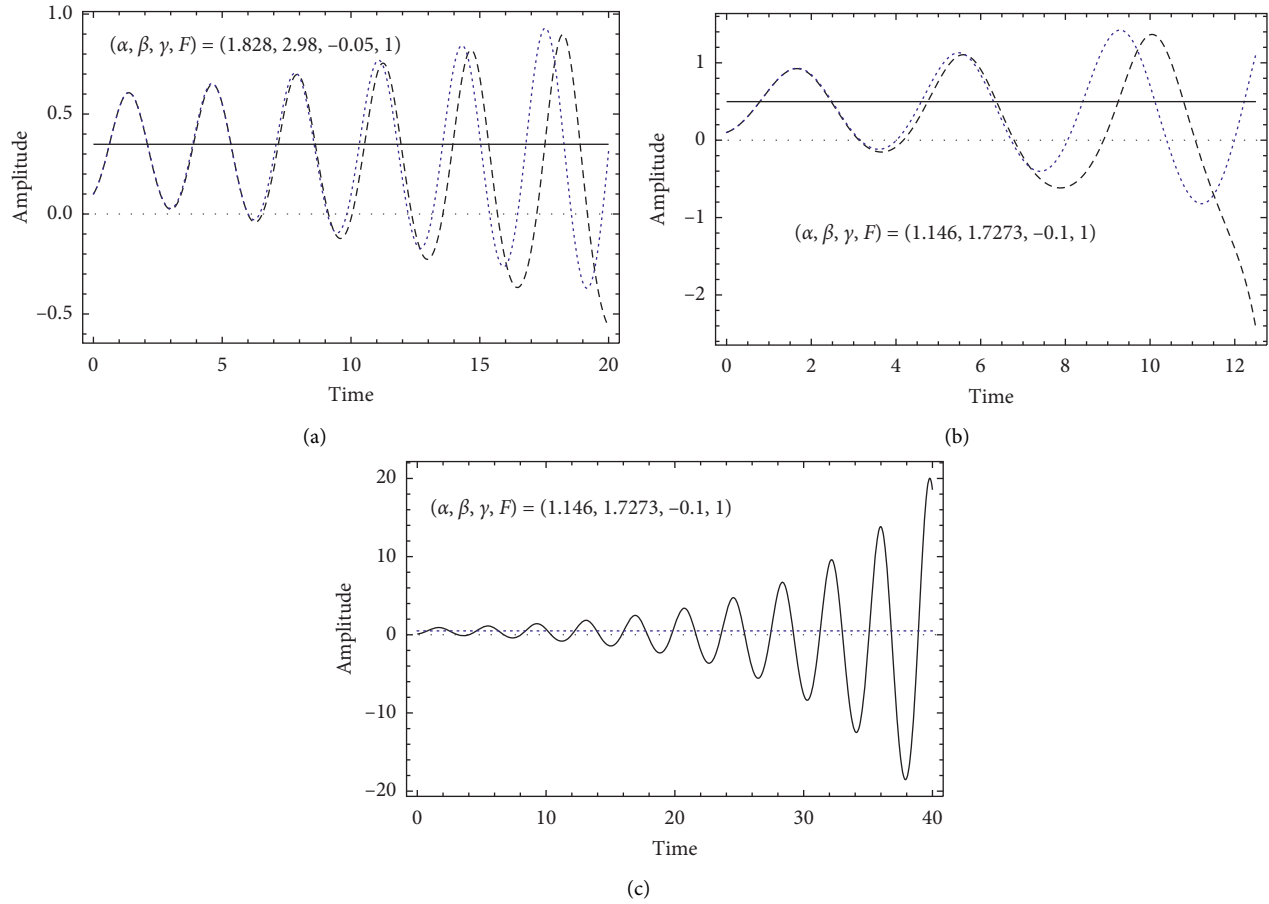 1.0
0.5
0.0
–0.5
Amplitude
(α, β, γ, F) = (1.828, 2.98, –0.05, 1)
0 5 10 15 20
Time
(a)
1
0
–1
–2
Amplitude
(α, β, γ, F) = (1.146, 1.7273, –0.1, 1)
0 2 4 6 8 10 12
Time
(b)
20
10
0
–10
–20
Amplitude
(α, β, γ, F) = (1.146, 1.7273, –0.1, 1)
0 10 20 30 40
Time
(c)